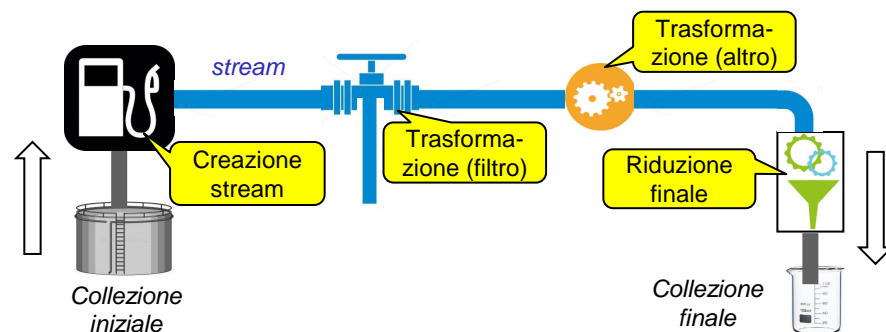 stream
Trasforma-
zione (altro)
Creazione
stream
Trasforma-
zione (filtro)
Riduzione
finale
Collezione
iniziale
Collezione
finale